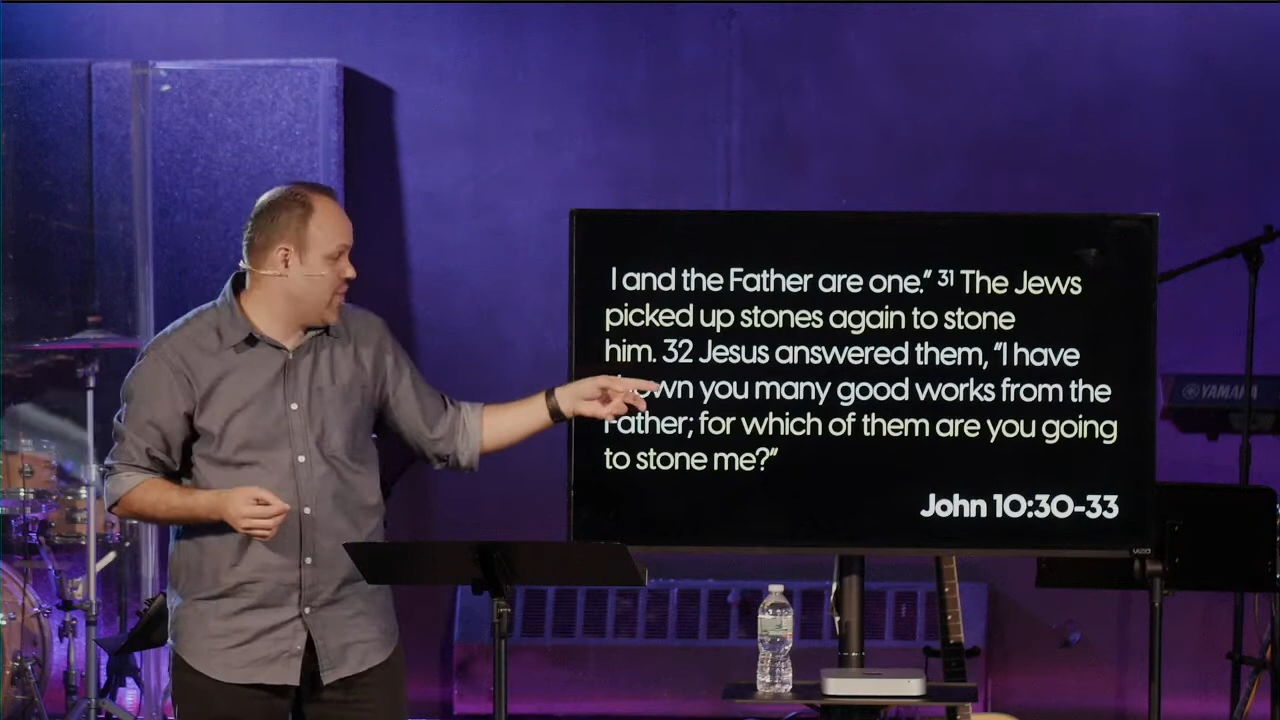 I and the Father are one.” 31 The Jews
picked up stones again to stone
him. 32 Jesus answered them, “I have
own you many good works from the
Father; for which of them are you going
to stone me?”
John 10:30-33
VIZIO
YAMAHA